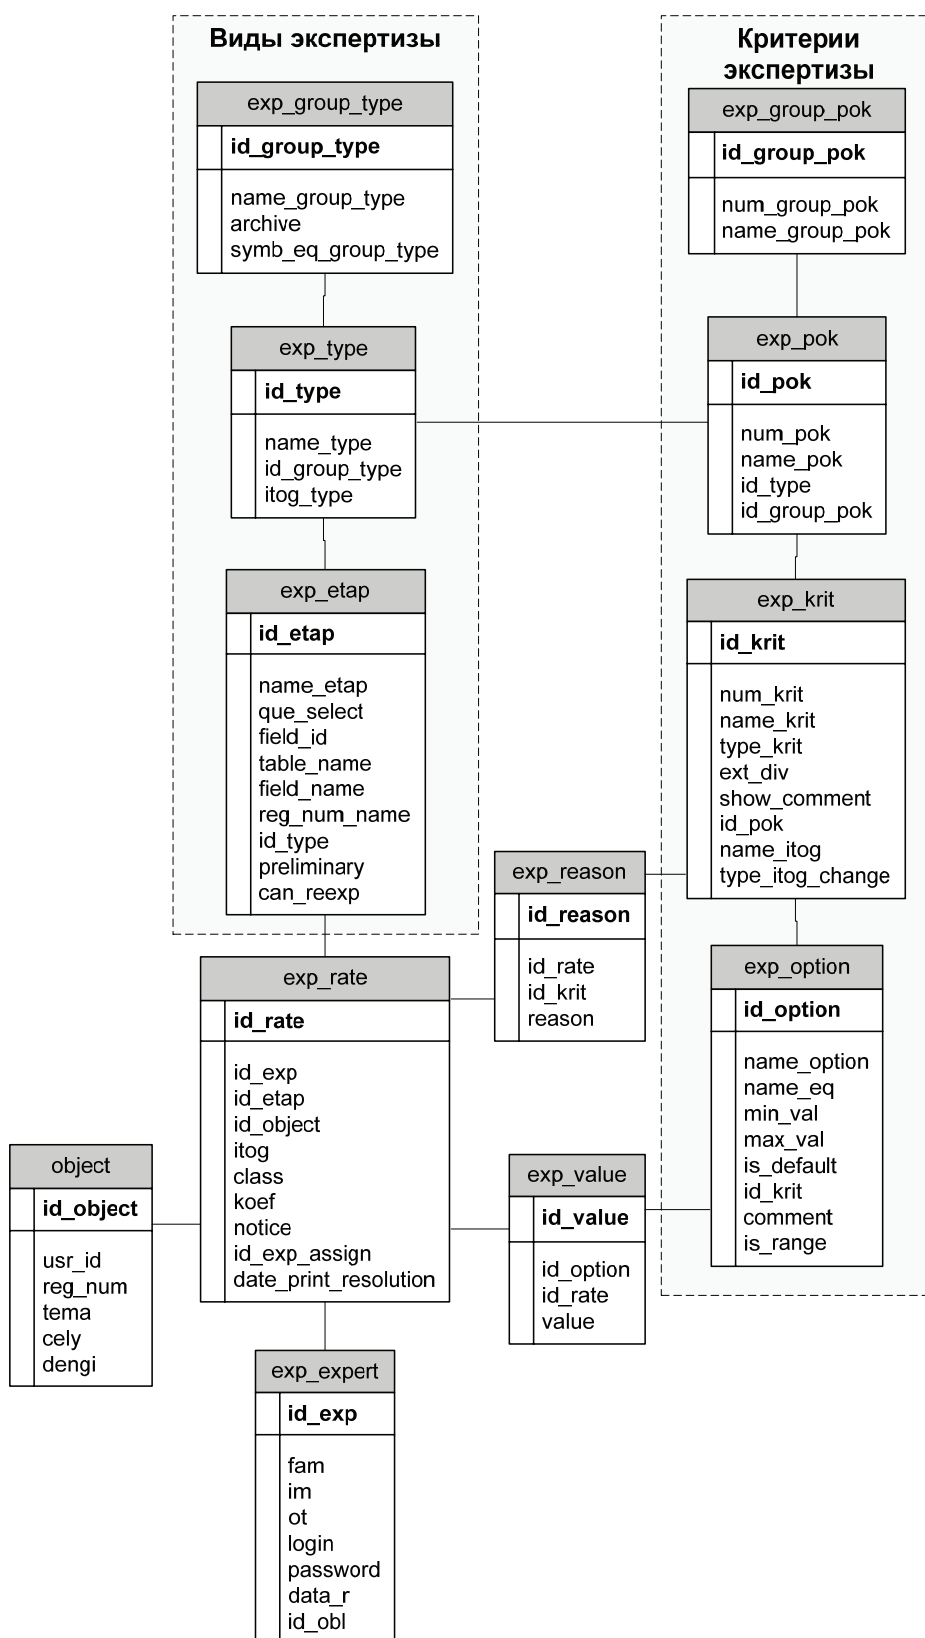 Виды экспертизы
exp_group_type
id_group_type
name_group_type
archive
symb_eq_group_type
exp_type
id_type
name_type
id_group_type
itog_type
exp_etap
id_etap
name_etap
que_select
field_id
table_name
field_name
reg_num_name
id_type
preliminary
can_reexp
Критерии
экспертизы
exp_group_pok
id_group_pok
num_group_pok
name_group_pok
exp_pok
id_pok
num_pok
name_pok
id_type
id_group_pok
exp_krit
id_krit
num_krit
name_krit
type_krit
ext_div
show_comment
id_pok
name_itog
type_itog_change
exp_option
id_option
name_option
name_eq
min_val
max_val
is_default
id_krit
comment
is_range
exp_reason
id_reason
id_rate
id_krit
reason
exp_rate
id_rate
id_exp
id_etap
id_object
itog
class
koef
notice
id_exp_assign
date_print_resolution
object
id_object
usr_id
reg_num
tema
cely
dengi
exp_value
id_value
id_option
id_rate
value
exp_expert
id_exp
fam
im
ot
login
password
data_r
id_obl